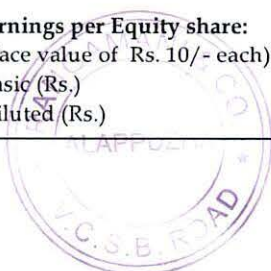 rnings per Equity share:
ace value of Rs. 10/- each)
asic (Rs.)
iluted (Rs.)
V.C.S.B. ROAD